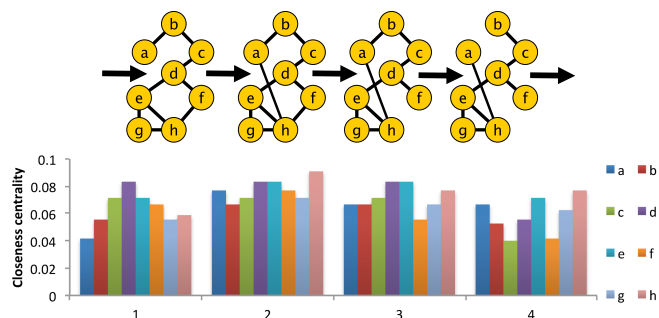 b b b b
a c a c a c a c
d d d d
e f e f e f e f
g h g h g h g h
0.1
0.08
0.06
0.04
0.02
0
Closeness centrality
1 2 3 4
a b
c d
e f
g h